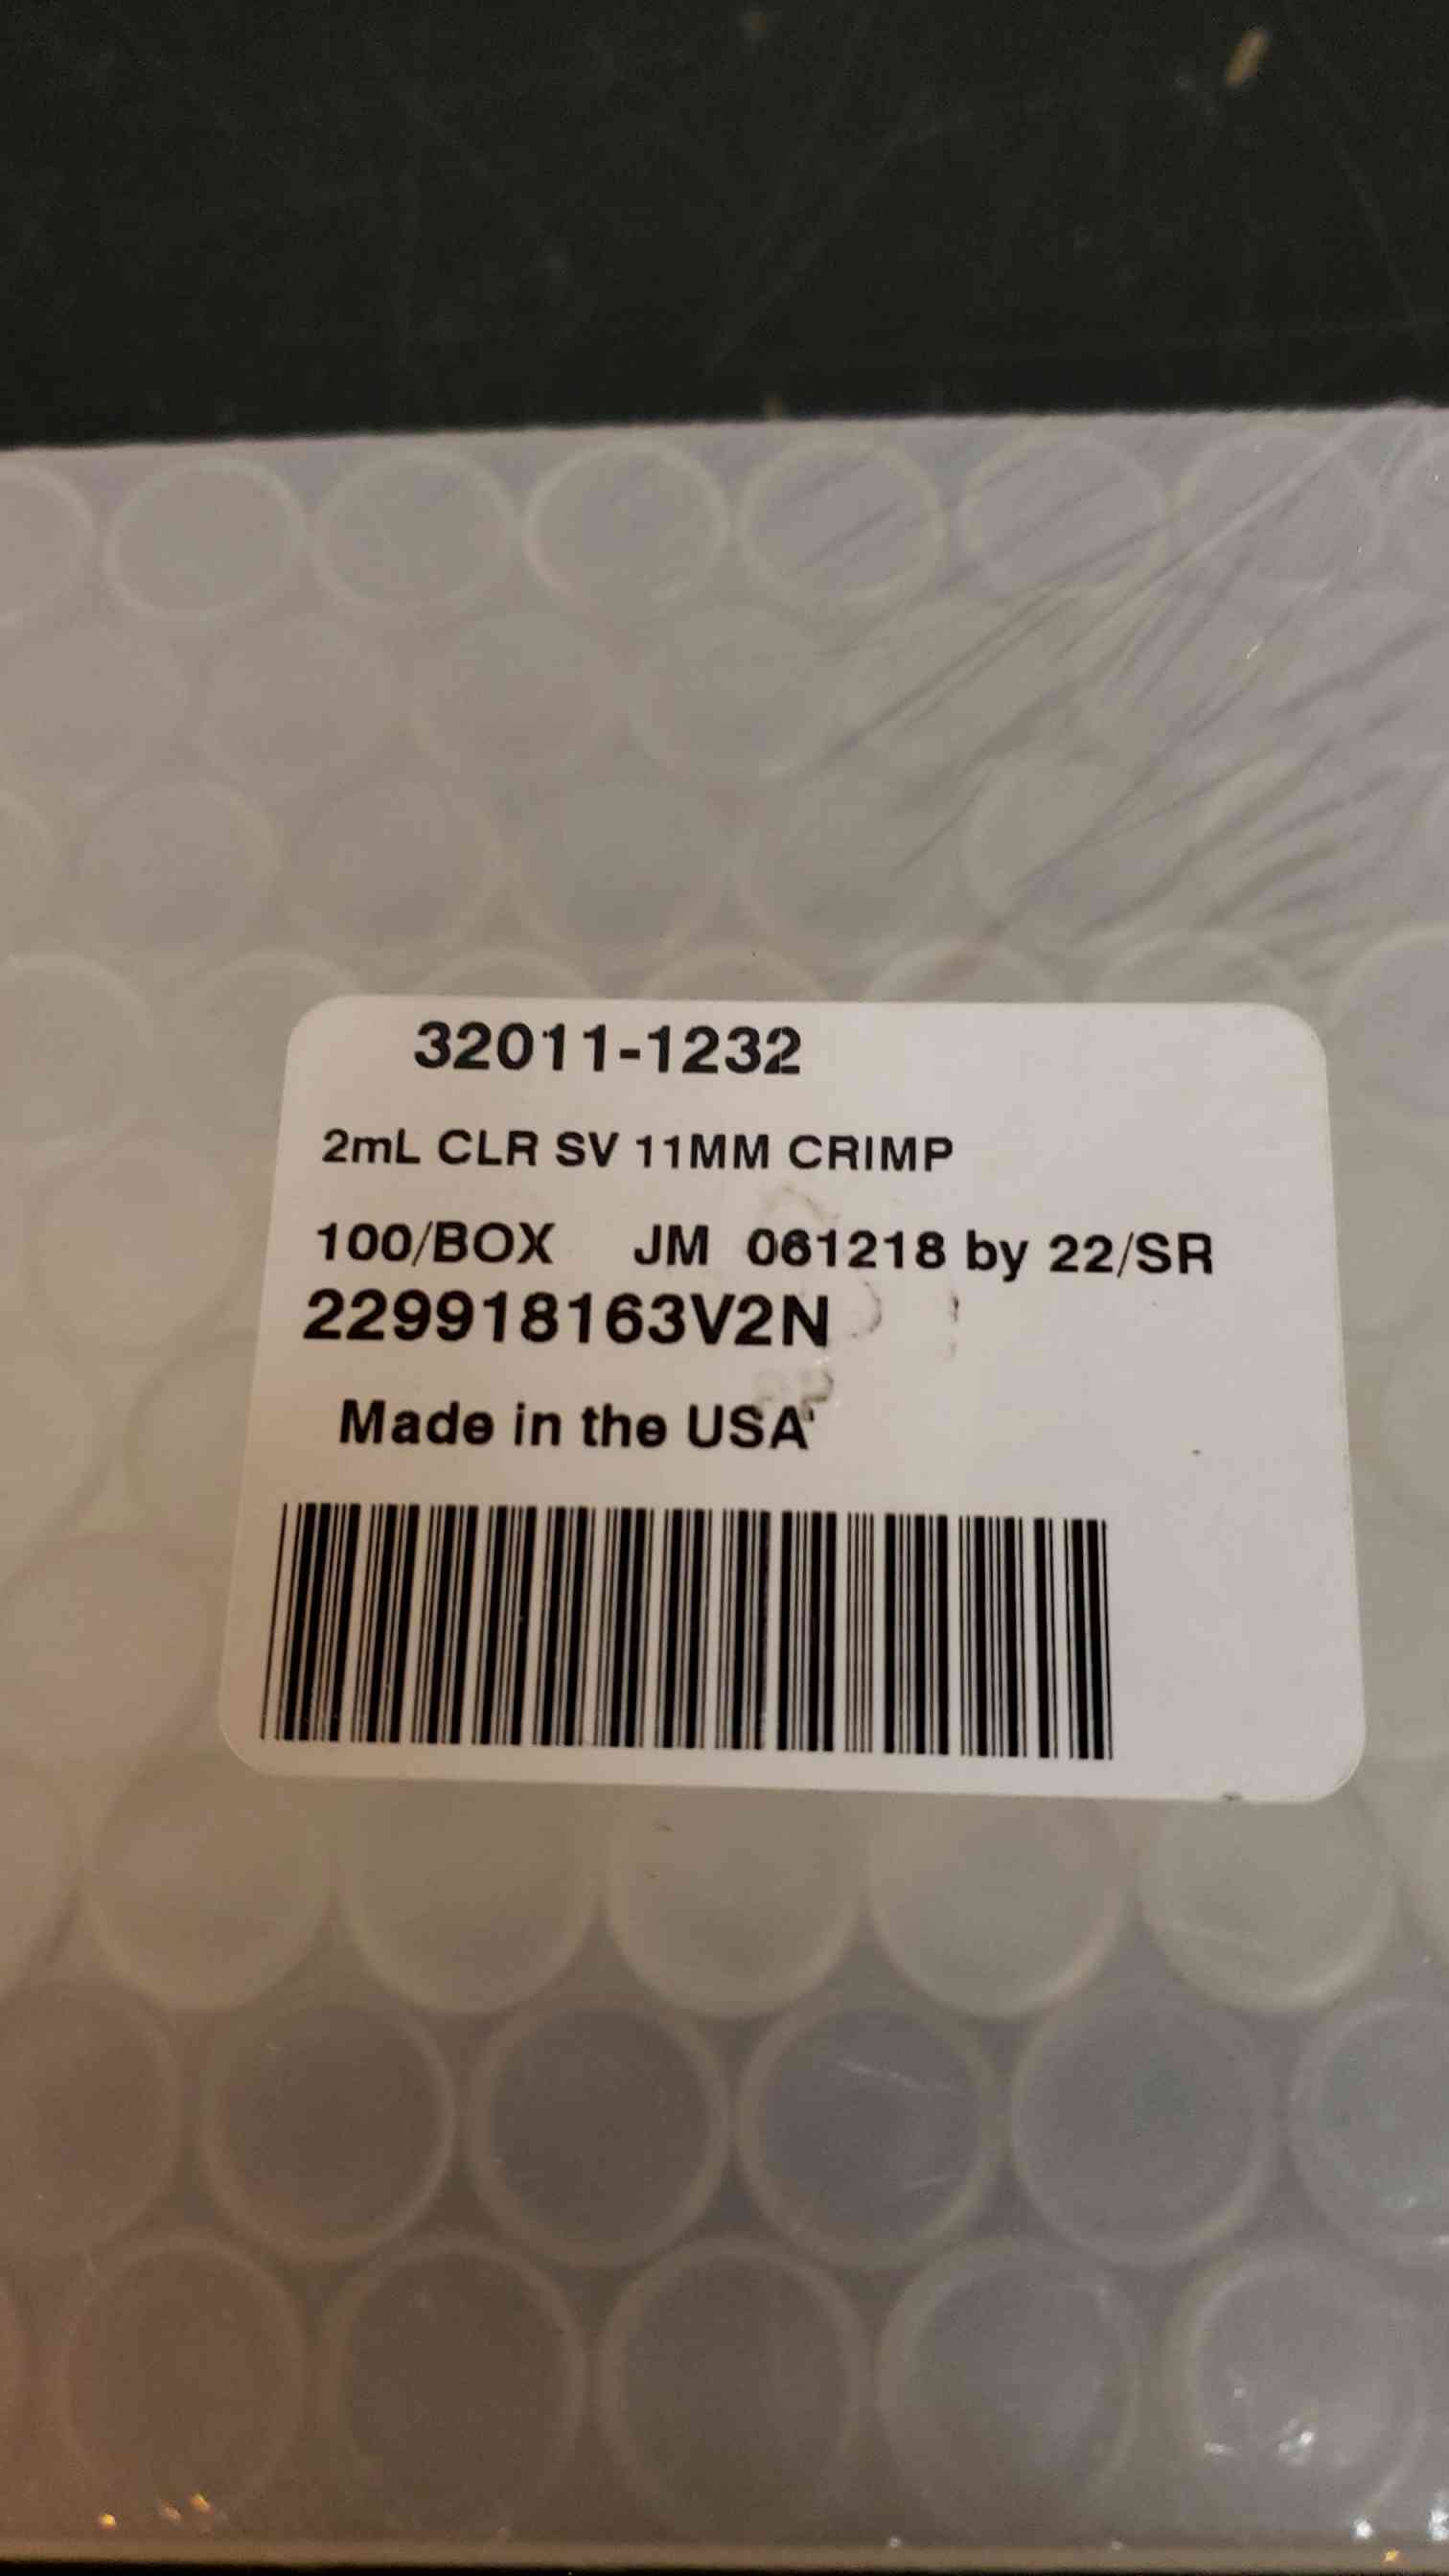 32011-1232
2mL CLR SV 11MM CRIMP
100/BOX JM 061218 by 22/SR
229918163V2N
Made in the USA